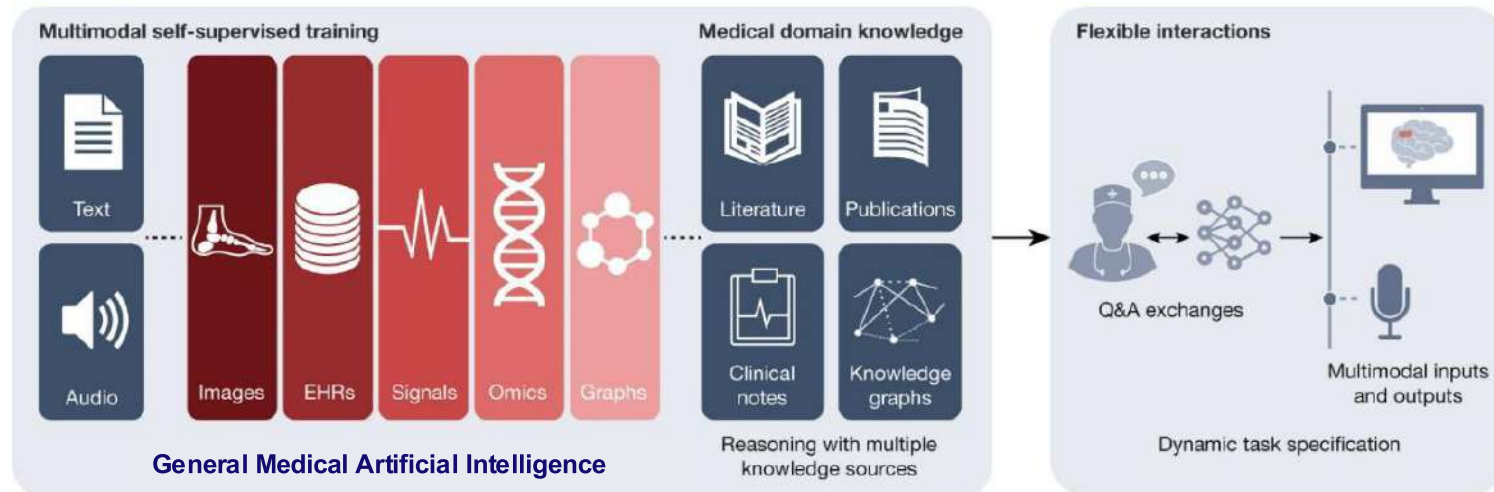 Multimodal self-supervised training
Text
Audio
Images
EHRs
Signals
Omics
Graphs
General Medical Artificial Intelligence
Medical domain knowledge
Literature
Publications
Clinical
notes
Knowledge
graphs
Reasoning with multiple
knowledge sources
Flexible interactions
Q&A exchanges
Multimodal inputs
and outputs
Dynamic task specification